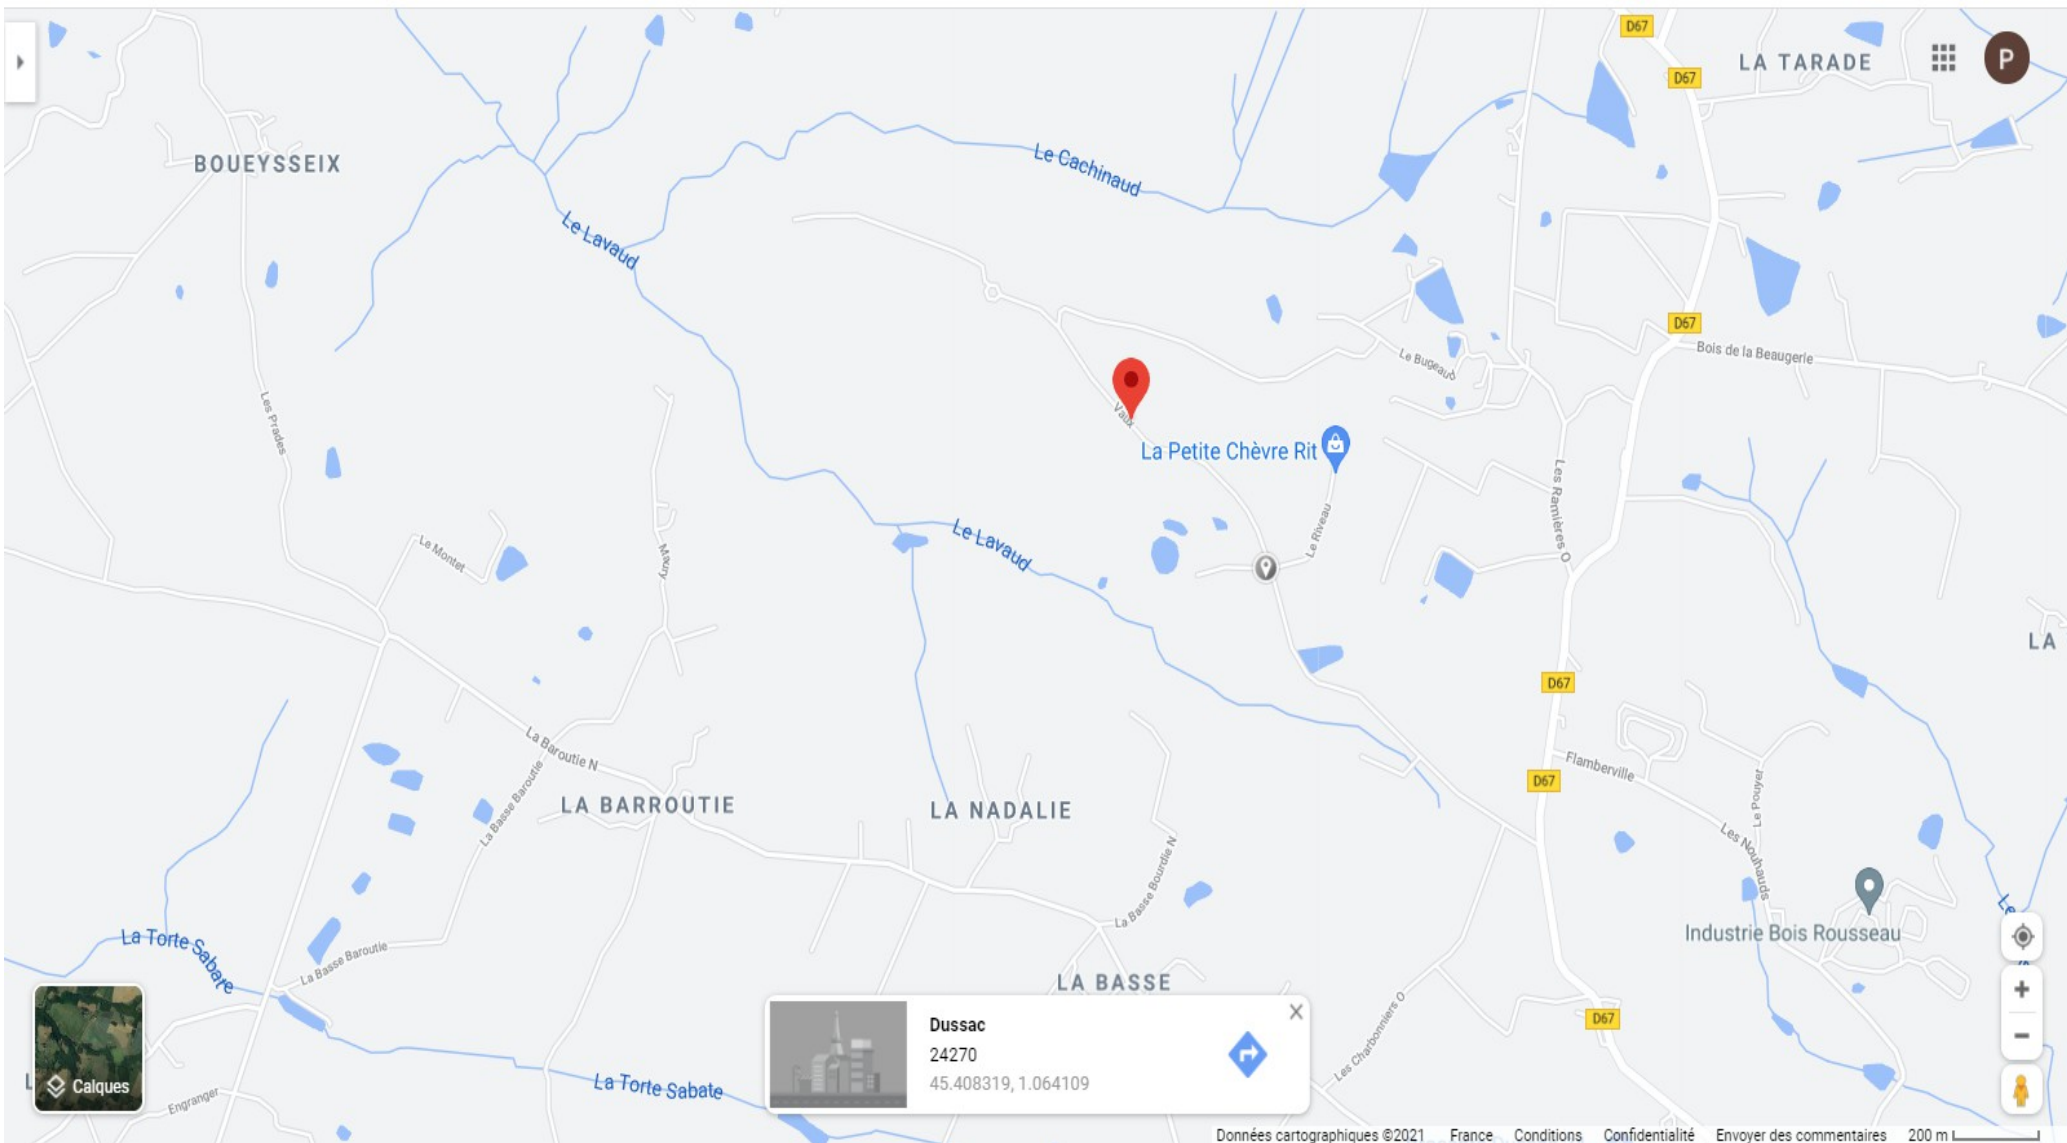 D67
LA TARADE
P
D67
BOUEYSSEIX
Le Cachinaud
Le Lavaud
D67
Bois de la Beaugerie
Le Bugeaud
Les Prades
Vaux
La Petite Chèvre Rit
Les Ramières O
Le Riveau
Le Lavaud
Le Montet
Maury
LA
D67
La Baroutie N
Flamberville
D67
Le Pouyer
La Basse Baroutie
LA BARROUTIE
LA NADALIE
Les Nouhauds
La Basse Bourdie N
Industrie Bois Rousseau
La Torte Sabate
La Basse Baroutie
LA BASSE
Dussac
24270
45.408319, 1.064109
D67
Les Charbonniers O
Calques
La Torte Sabate
Engranger
Données cartographiques ©2021 France Conditions Confidentialité Envoyer des commentaires 200 m